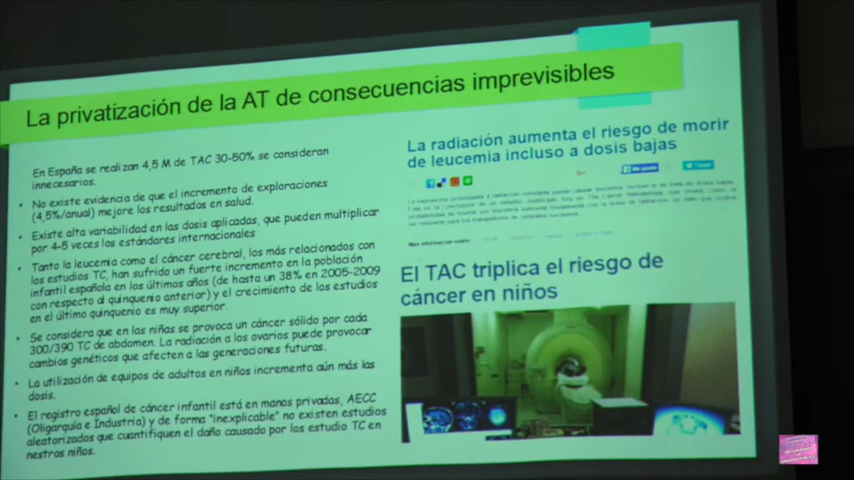 La privatización de la AT de consecuencias imprevisibles
En España se realizan 4,5 M de TAC 30-50% se consideran
innecesarios.
• No existe evidencia de que el incremento de exploraciones
(4,5%/anual) mejore los resultados en salud.
• Existe alta variabilidad en las dosis aplicadas, que pueden multiplicar
por 4-5 veces los estándares internacionales
• Tanto la leucemia como el cáncer cerebral, los más relacionados con
los estudios TC, han sufrido un fuerte incremento en la población
infantil española en los últimos años (de hasta un 38% en 2005-2009
con respecto al quinquenio anterior) y el crecimiento de los estudios
en el último quinquenio es muy superior.
• Se considera que en las niñas se provoca un cáncer sólido por cada
300/390 TC de abdomen. La radiación a los ovarios puede provocar
cambios genéticos que afecten a las generaciones futuras.
• La utilización de equipos de adultos en niños incrementa aún más las
dosis.
• El registro español de cáncer infantil está en manos privadas, AECC
(Oligarquía e Industria) y de forma "inexplicable" no existen estudios
aleatorizados que cuantifiquen el daño causado por los estudio TC en
nestros niños.
La radiación aumenta el riesgo de morir
de leucemia incluso a dosis bajas
Me gusta
Más información sobre:
El TAC triplica el riesgo de
cáncer en niños